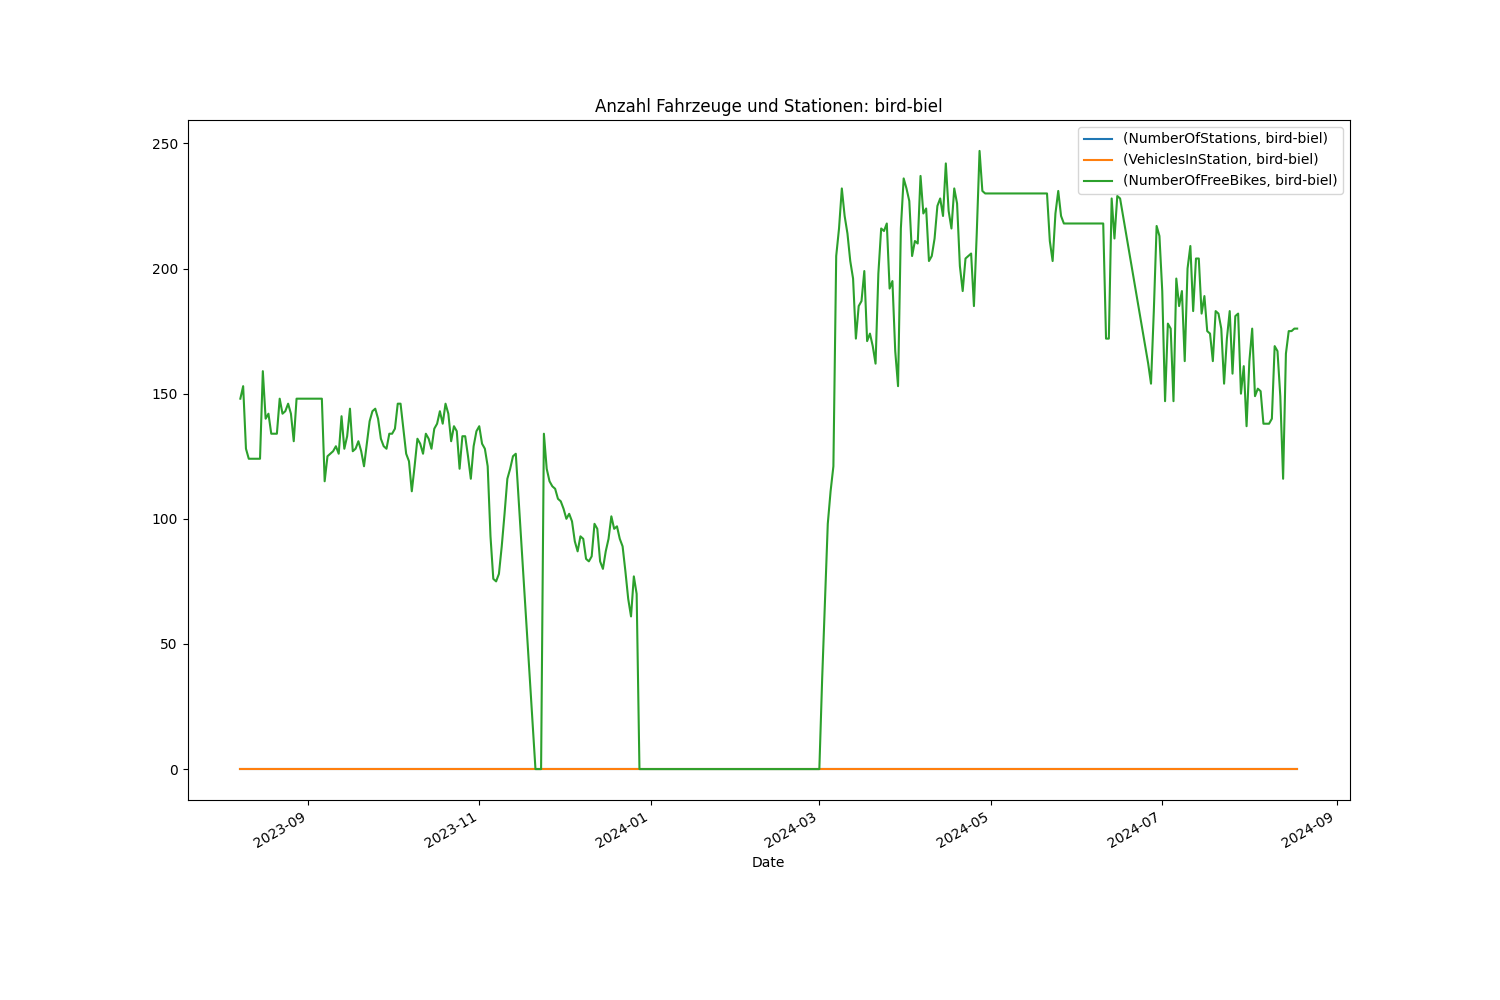 Anzahl Fahrzeuge und Stationen: bird-biel
(NumberOfStations, bird-biel)
(VehiclesInStation, bird-biel)
(NumberOfFreeBikes, bird-biel)
250
200
150
100
50
0
2023-09
2023-11
2024-01
2024-03
2024-05
2024-07
2024-09
Date